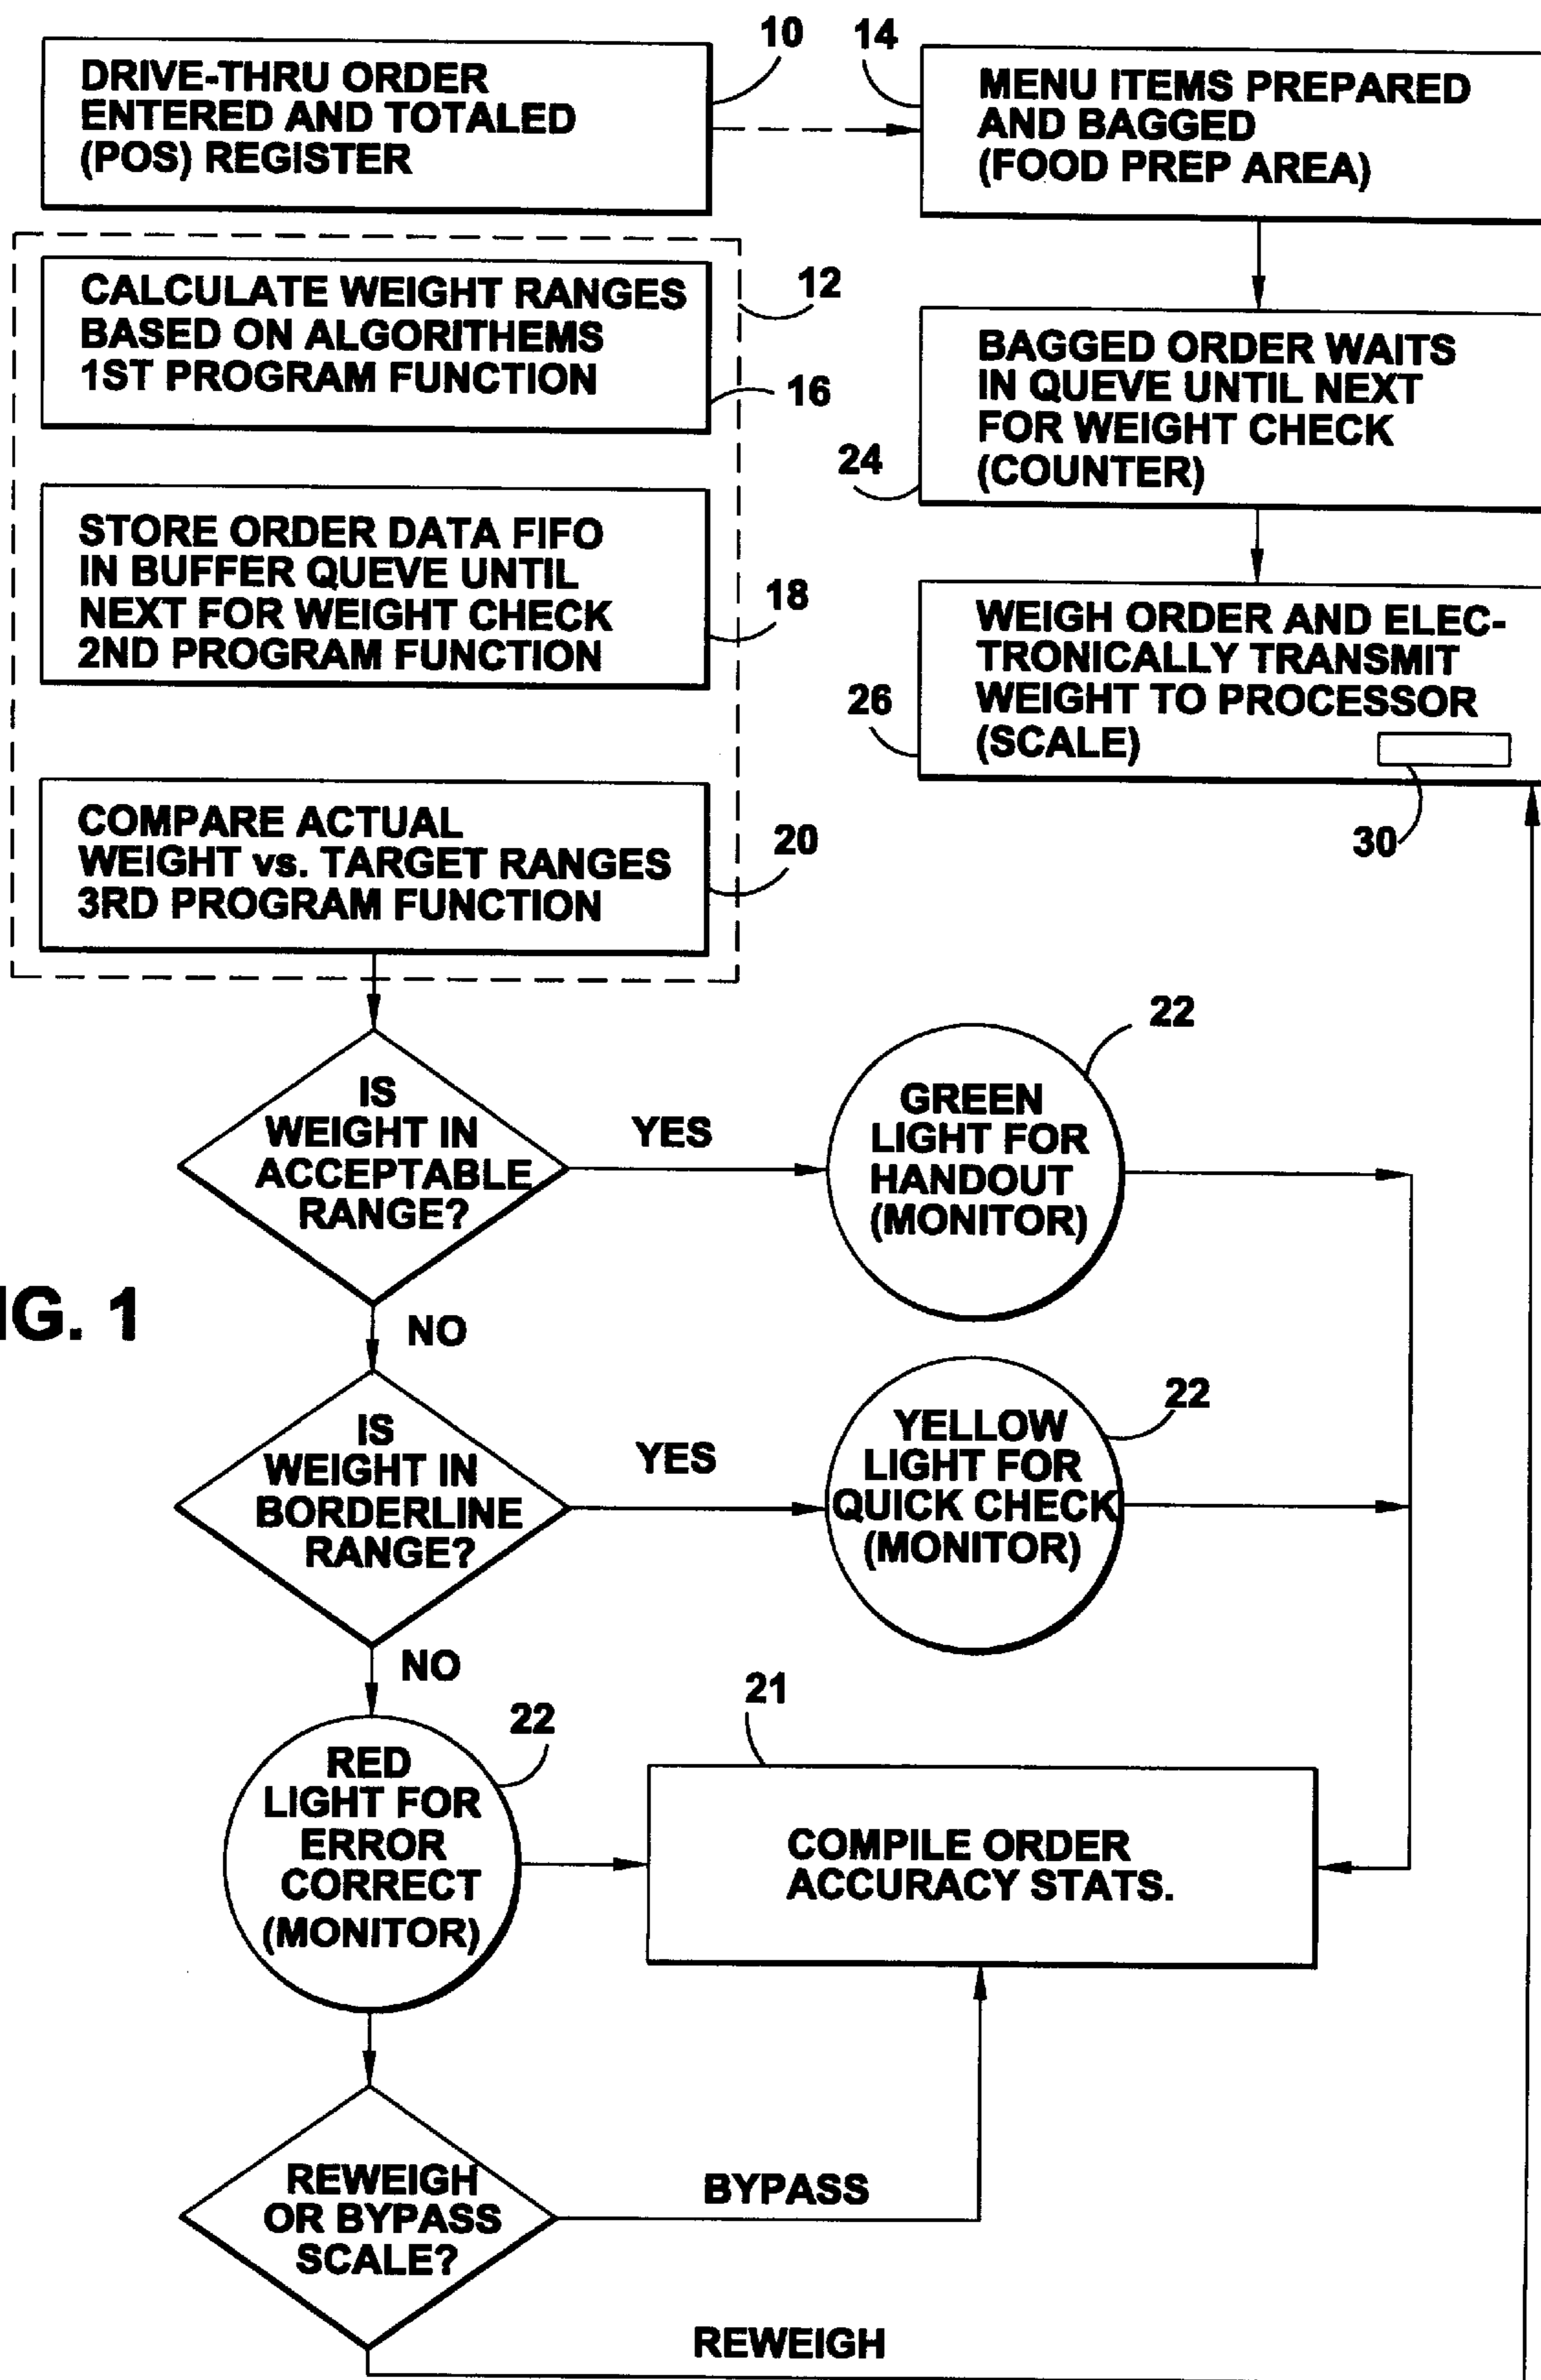 10
14
DRIVE-THRU ORDER
ENTERED AND TOTALED
(POS) REGISTER
MENU ITEMS PREPARED
AND BAGGED
(FOOD PREP AREA)
12
CALCULATE WEIGHT RANGES
BASED ON ALGORITHEMS
1ST PROGRAM FUNCTION
16
BAGGED ORDER WAITS
IN QUEVE UNTIL NEXT
FOR WEIGHT CHECK
(COUNTER)
24
STORE ORDER DATA FIFO
IN BUFFER QUEVE UNTIL
NEXT FOR WEIGHT CHECK
2ND PROGRAM FUNCTION
18
WEIGH ORDER AND ELEC-
TRONICALLY TRANSMIT
WEIGHT TO PROCESSOR
(SCALE)
26
30
COMPARE ACTUAL
WEIGHT vs. TARGET RANGES
3RD PROGRAM FUNCTION
20
IS
WEIGHT IN
ACCEPTABLE
RANGE?
YES
22
GREEN
LIGHT FOR
HANDOUT
(MONITOR)
IG. 1
NO
IS
WEIGHT IN
BORDERLINE
RANGE?
YES
22
YELLOW
LIGHT FOR
QUICK CHECK
(MONITOR)
NO
22
RED
LIGHT FOR
ERROR
CORRECT
(MONITOR)
21
COMPILE ORDER
ACCURACY STATS.
REWEIGH
OR BYPASS
SCALE?
BYPASS
REWEIGH